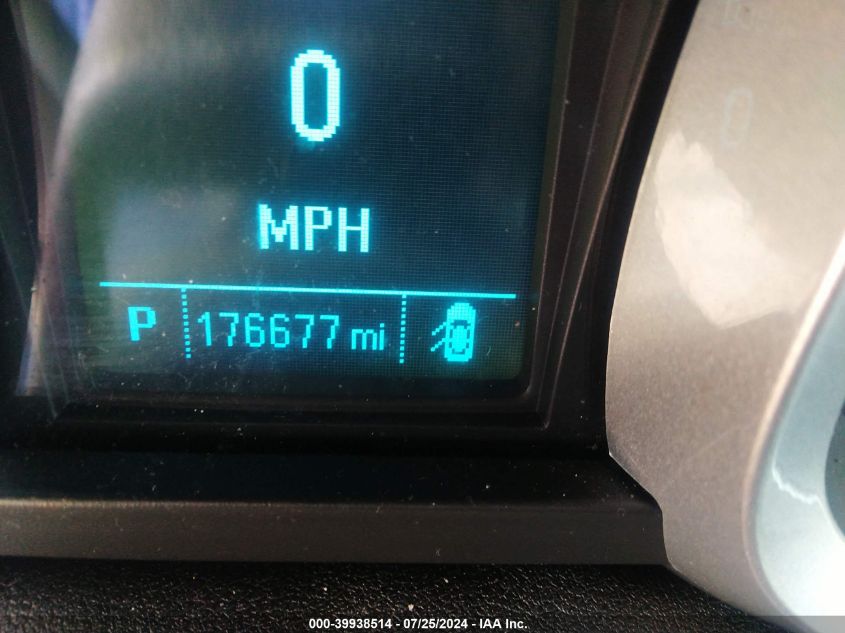 0
MPH
P 176677 mi
000-39938514 - 07/25/2024 - IAA Inc.